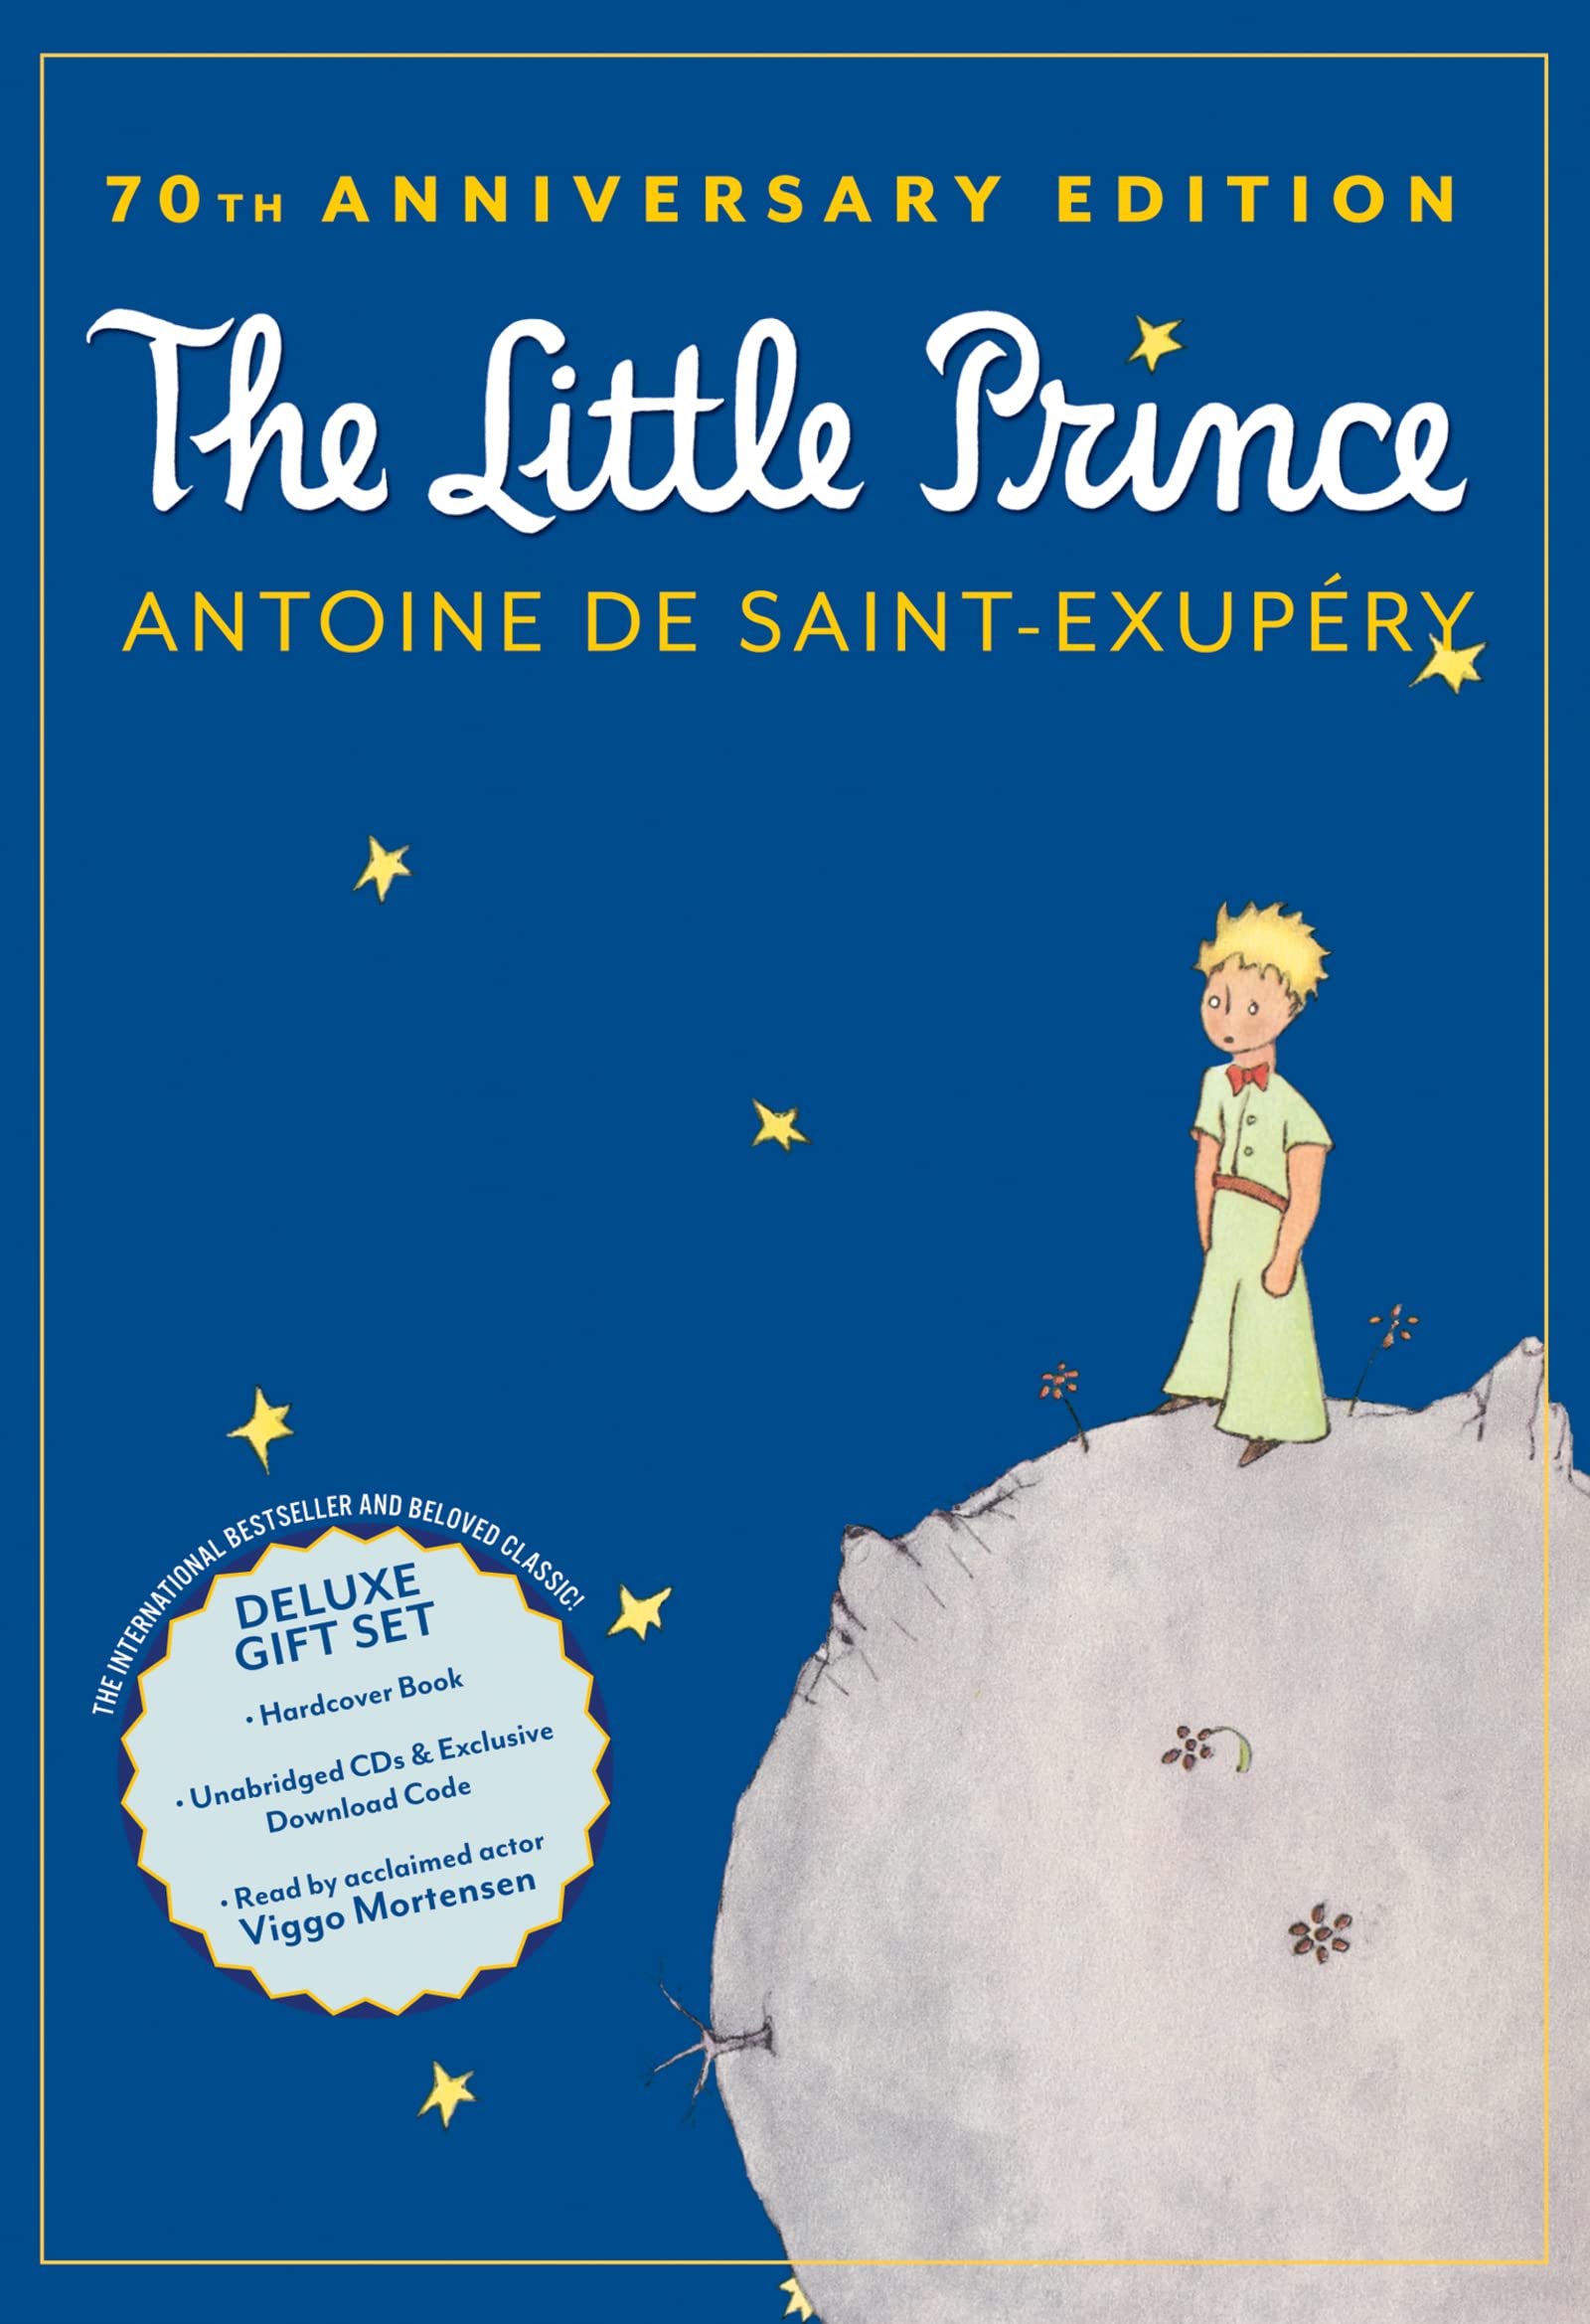 70TH ANNIVERSARY EDITION
The Little Prince
ANTOINE DE SAINT-EXUPÉRY
THE INTERNATIONAL BESTSELLER AND BELOVED CLASSIC!
DELUXE
GIFT SET
• Hardcover Book
• Unabridged CDs & Exclusive
Download Code
• Read by acclaimed actor
Viggo Mortensen